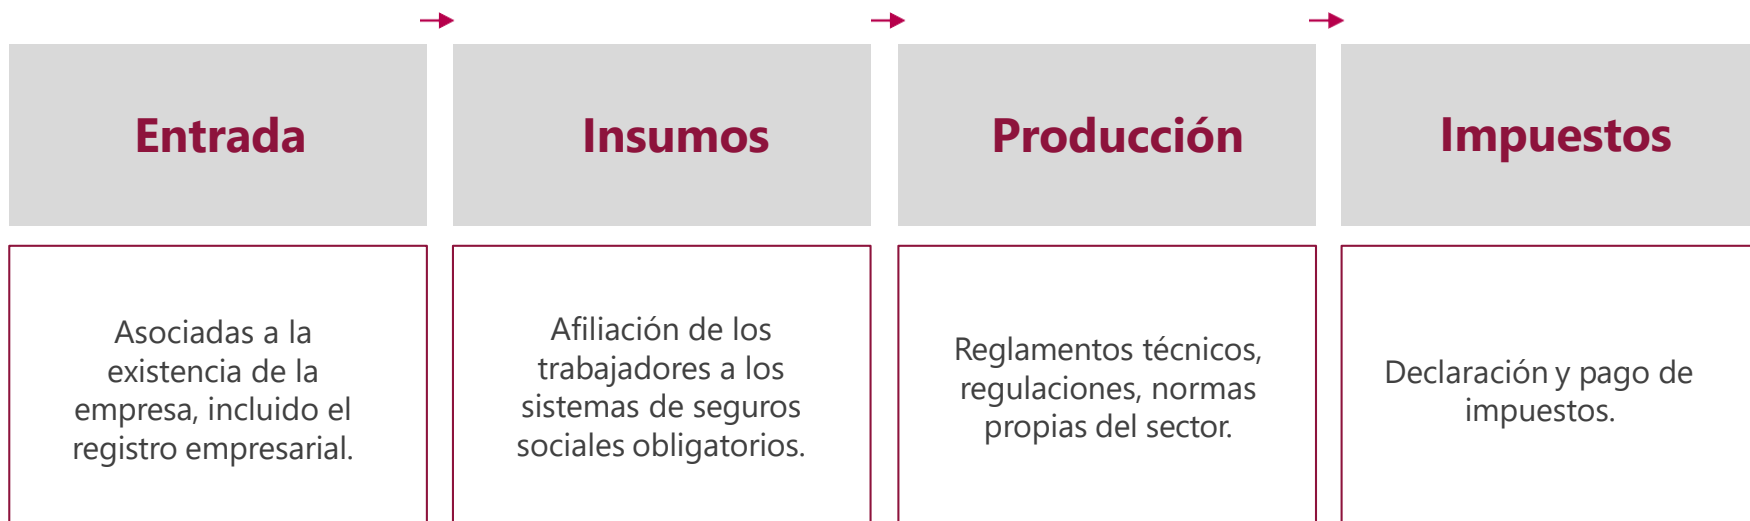 Entrada
Insumos
Producción
Impuestos
Asociadas a la
existencia de la
empresa, incluido el
registro empresarial.
Afiliación de los
trabajadores a los
sistemas de seguros
sociales obligatorios.
Reglamentos técnicos,
regulaciones, normas
propias del sector.
Declaración y pago de
impuestos.